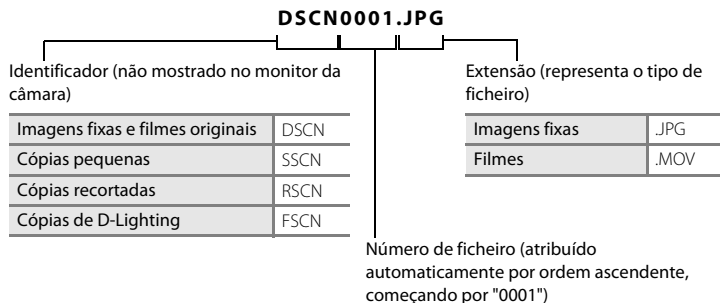 DSCN0001.JPG
Identificador (não mostrado no monitor da
câmara)
Imagens fixas e filmes originais DSCN
Cópias pequenas SSCN
Cópias recortadas RSCN
Cópias de D-Lighting FSCN
Extensão (representa o tipo de
ficheiro)
Imagens fixas .JPG
Filmes .MOV
Número de ficheiro (atribuído
automaticamente por ordem ascendente,
começando por "0001")